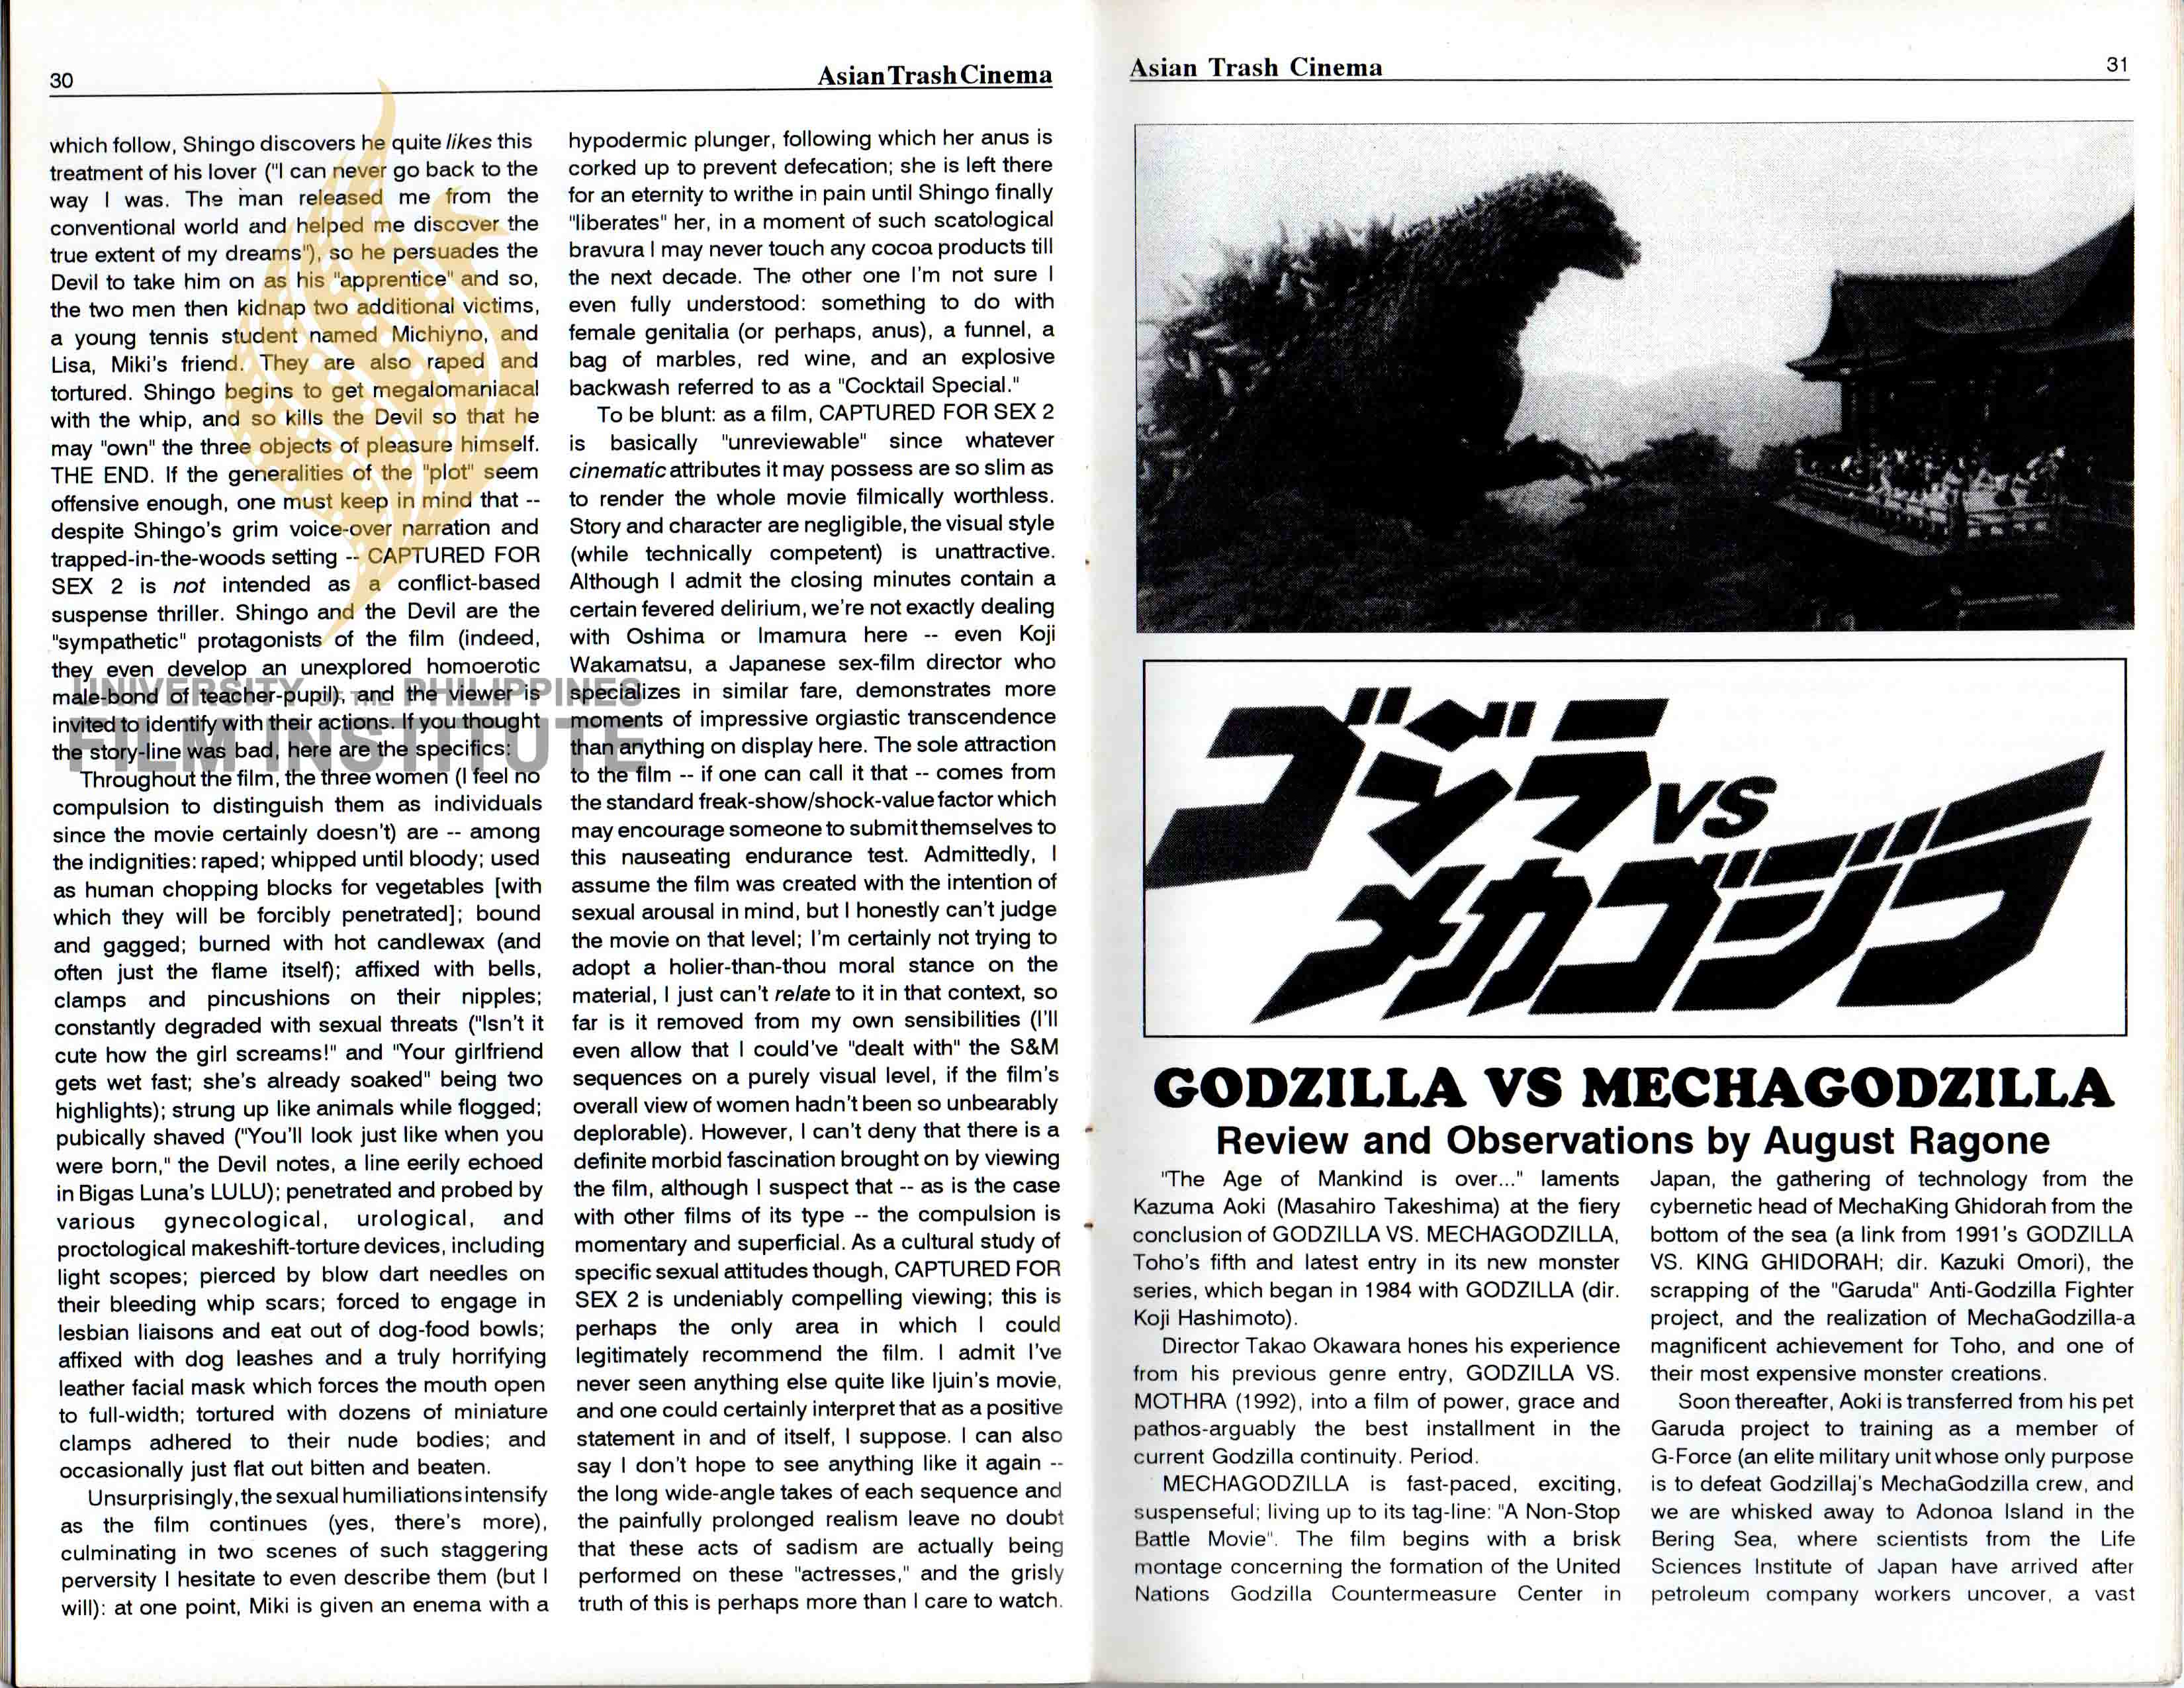 30
Asian Trash Cinema
which follow, Shingo discovers he quite likes this
treatment of his lover ("I can never go back to the
way I was. The man released me from the
conventional world and helped me discover the
true extent of my dreams"), so he persuades the
Devil to take him on as his "apprentice" and so,
the two men then kidnap two additional victims,
a young tennis student named Michiyno, and
Lisa, Miki's friend. They are also raped and
tortured. Shingo begins to get megalomaniacal
with the whip, and so kills the Devil so that he
may "own" the three objects of pleasure himself.
THE END. If the generalities of the "plot" seem
offensive enough, one must keep in mind that --
despite Shingo's grim voice-over narration and
trapped-in-the-woods setting -- CAPTURED FOR
SEX 2 is not intended as a conflict-based
suspense thriller. Shingo and the Devil are the
"sympathetic" protagonists of the film (indeed,
they even develop an unexplored homoerotic
male-bond of teacher-pupil), and the viewer is
invited to identify with their actions. If you thought
the story-line was bad, here are the specifics:
Throughout the film, the three women (I feel no
compulsion to distinguish them as individuals
since the movie certainly doesn't) are -- among
the indignities: raped; whipped until bloody; used
as human chopping blocks for vegetables [with
which they will be forcibly penetrated]; bound
and gagged; burned with hot candlewax (and
often just the flame itself); affixed with bells,
clamps and pincushions on their nipples;
constantly degraded with sexual threats ("Isn't it
cute how the girl screams!" and "Your girlfriend
gets wet fast; she's already soaked" being two
highlights); strung up like animals while flogged;
pubically shaved ("You'll look just like when you
were born," the Devil notes, a line eerily echoed
in Bigas Luna's LULU); penetrated and probed by
various gynecological, urological, and
proctological makeshift-torture devices, including
light scopes; pierced by blow dart needles on
their bleeding whip scars; forced to engage in
lesbian liaisons and eat out of dog-food bowls;
affixed with dog leashes and a truly horrifying
leather facial mask which forces the mouth open
to full-width; tortured with dozens of miniature
clamps adhered to their nude bodies; and
occasionally just flat out bitten and beaten.
Unsurprisingly, the sexual humiliations intensify
as the film continues (yes, there's more),
culminating in two scenes of such staggering
perversity I hesitate to even describe them (but I
will): at one point, Miki is given an enema with a
hypodermic plunger, following which her anus is
corked up to prevent defecation; she is left there
for an eternity to writhe in pain until Shingo finally
"liberates" her, in a moment of such scatological
bravura I may never touch any cocoa products till
the next decade. The other one I'm not sure I
even fully understood: something to do with
female genitalia (or perhaps, anus), a funnel, a
bag of marbles, red wine, and an explosive
backwash referred to as a "Cocktail Special."
To be blunt: as a film, CAPTURED FOR SEX 2
is basically "unreviewable" since whatever
cinematic attributes it may possess are so slim as
to render the whole movie filmically worthless.
Story and character are negligible, the visual style
(while technically competent) is unattractive.
Although I admit the closing minutes contain a
certain fevered delirium, we're not exactly dealing
with Oshima or Imamura here -- even Koji
Wakamatsu, a Japanese sex-film director who
specializes in similar fare, demonstrates more
moments of impressive orgiastic transcendence
than anything on display here. The sole attraction
to the film -- if one can call it that -- comes from
the standard freak-show/shock-value factor which
may encourage someone to submit themselves to
this nauseating endurance test. Admittedly, I
assume the film was created with the intention of
sexual arousal in mind, but I honestly can't judge
the movie on that level; I'm certainly not trying to
adopt a holier-than-thou moral stance on the
material, I just can't relate to it in that context, so
far is it removed from my own sensibilities (I'll
even allow that I could've "dealt with" the S&M
sequences on a purely visual level, if the film's
overall view of women hadn't been so unbearably
deplorable). However, I can't deny that there is a
definite morbid fascination brought on by viewing
the film, although I suspect that -- as is the case
with other films of its type -- the compulsion is
momentary and superficial. As a cultural study of
specific sexual attitudes though, CAPTURED FOR
SEX 2 is undeniably compelling viewing; this is
perhaps the only area in which I could
legitimately recommend the film. I admit I've
never seen anything else quite like Ijuin's movie,
and one could certainly interpret that as a positive
statement in and of itself, I suppose. I can also
say I don't hope to see anything like it again --
the long wide-angle takes of each sequence and
the painfully prolonged realism leave no doubt
that these acts of sadism are actually being
performed on these "actresses," and the grisly
truth of this is perhaps more than I care to watch.
UNIVERSITY OF THE PHILIPPINES
FILM INSTITUTE
Asian Trash Cinema
31
ゴジラ VS
メカゴジラ
GODZILLA VS MECHAGODZILLA
Review and Observations by August Ragone
"The Age of Mankind is over..." laments
Kazuma Aoki (Masahiro Takeshima) at the fiery
conclusion of GODZILLA VS. MECHAGODZILLA,
Toho's fifth and latest entry in its new monster
series, which began in 1984 with GODZILLA (dir.
Koji Hashimoto).
Director Takao Okawara hones his experience
from his previous genre entry, GODZILLA VS.
MOTHRA (1992), into a film of power, grace and
pathos-arguably the best installment in the
current Godzilla continuity. Period.
MECHAGODZILLA is fast-paced, exciting,
suspenseful; living up to its tag-line: "A Non-Stop
Battle Movie". The film begins with a brisk
montage concerning the formation of the United
Nations Godzilla Countermeasure Center in
Japan, the gathering of technology from the
cybernetic head of MechaKing Ghidorah from the
bottom of the sea (a link from 1991's GODZILLA
VS. KING GHIDORAH; dir. Kazuki Omori), the
scrapping of the "Garuda" Anti-Godzilla Fighter
project, and the realization of MechaGodzilla-a
magnificent achievement for Toho, and one of
their most expensive monster creations.
Soon thereafter, Aoki is transferred from his pet
Garuda project to training as a member of
G-Force (an elite military unit whose only purpose
is to defeat Godzillaj's MechaGodzilla crew, and
we are whisked away to Adonoa Island in the
Bering Sea, where scientists from the Life
Sciences Institute of Japan have arrived after
petroleum company workers uncover, a vast